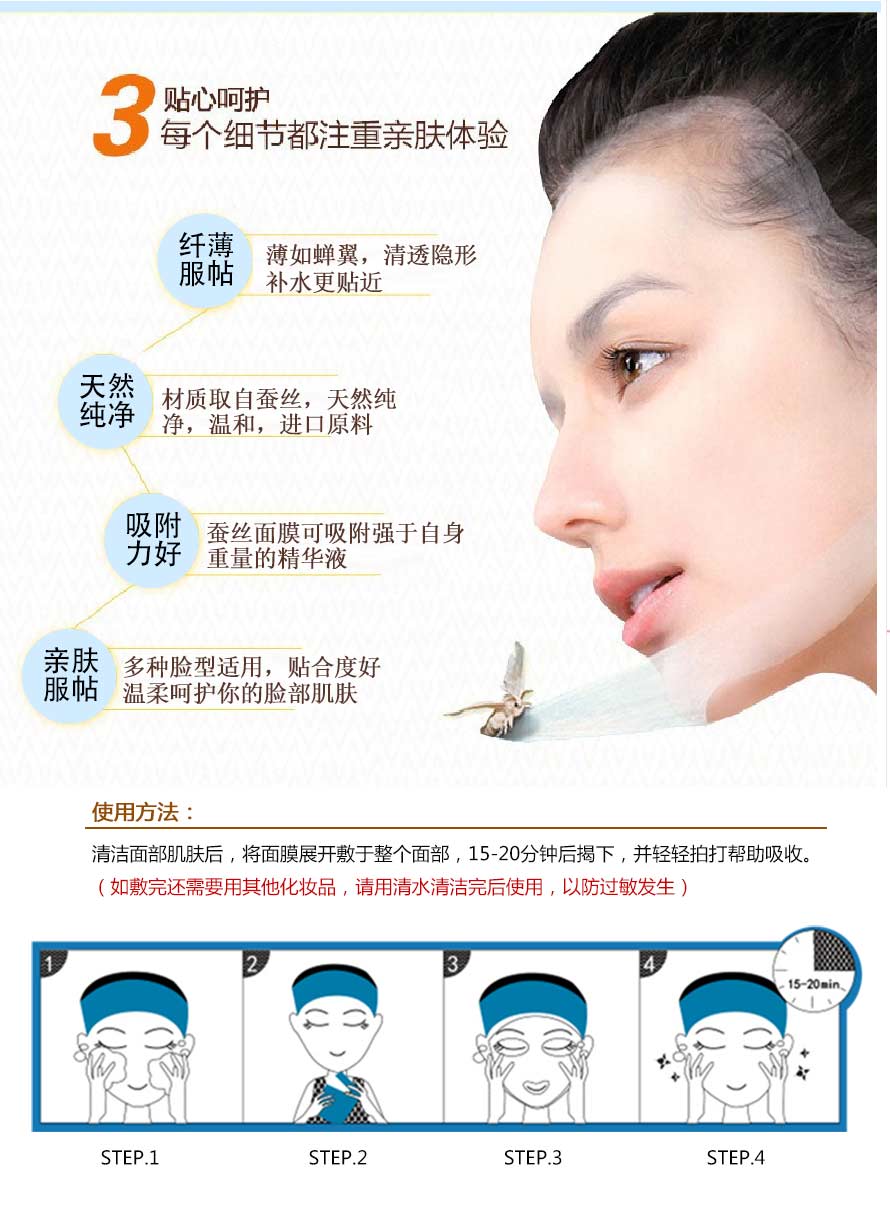 3
贴心呵护
每个细节都注重亲肤体验
纤薄
服帖
薄如蝉翼，清透隐形
补水更贴近
天然
纯净
材质取自蚕丝，天然纯
净，温和，进口原料
吸附
力好
蚕丝面膜可吸附强于自身
重量的精华液
亲肤
服帖
多种脸型适用，贴合度好
温柔呵护你的脸部肌肤
使用方法：
清洁面部肌肤后，将面膜展开敷于整个面部，15-20分钟后揭下，并轻轻拍打帮助吸收。
（如敷完还需要用其他化妆品，请用清水清洁完后使用，以防过敏发生）
1
2
3
4
15-20min
STEP.1
STEP.2
STEP.3
STEP.4